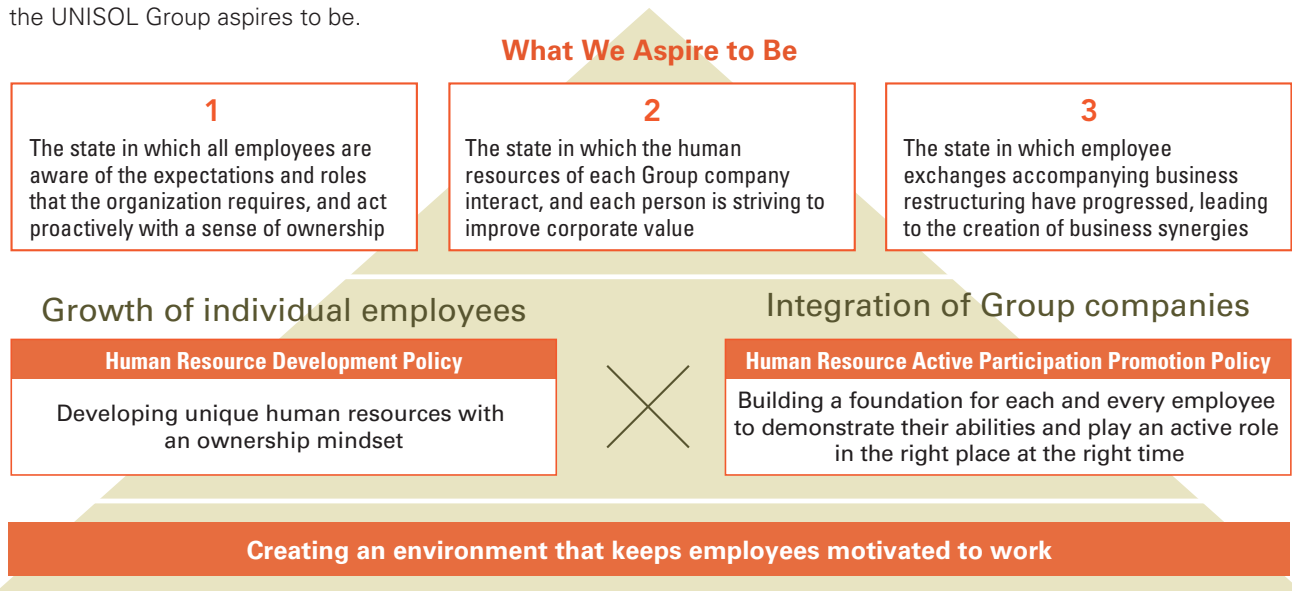 the UNISOL Group aspires to be.
What We Aspire to Be
1
The state in which all employees are
aware of the expectations and roles
that the organization requires, and act
proactively with a sense of ownership
2
The state in which the human
resources of each Group company
interact, and each person is striving to
improve corporate value
3
The state in which employee
exchanges accompanying business
restructuring have progressed, leading
to the creation of business synergies
Growth of individual employees
Human Resource Development Policy
Developing unique human resources with
an ownership mindset
Integration of Group companies
Human Resource Active Participation Promotion Policy
Building a foundation for each and every employee
to demonstrate their abilities and play an active role
in the right place at the right time
Creating an environment that keeps employees motivated to work